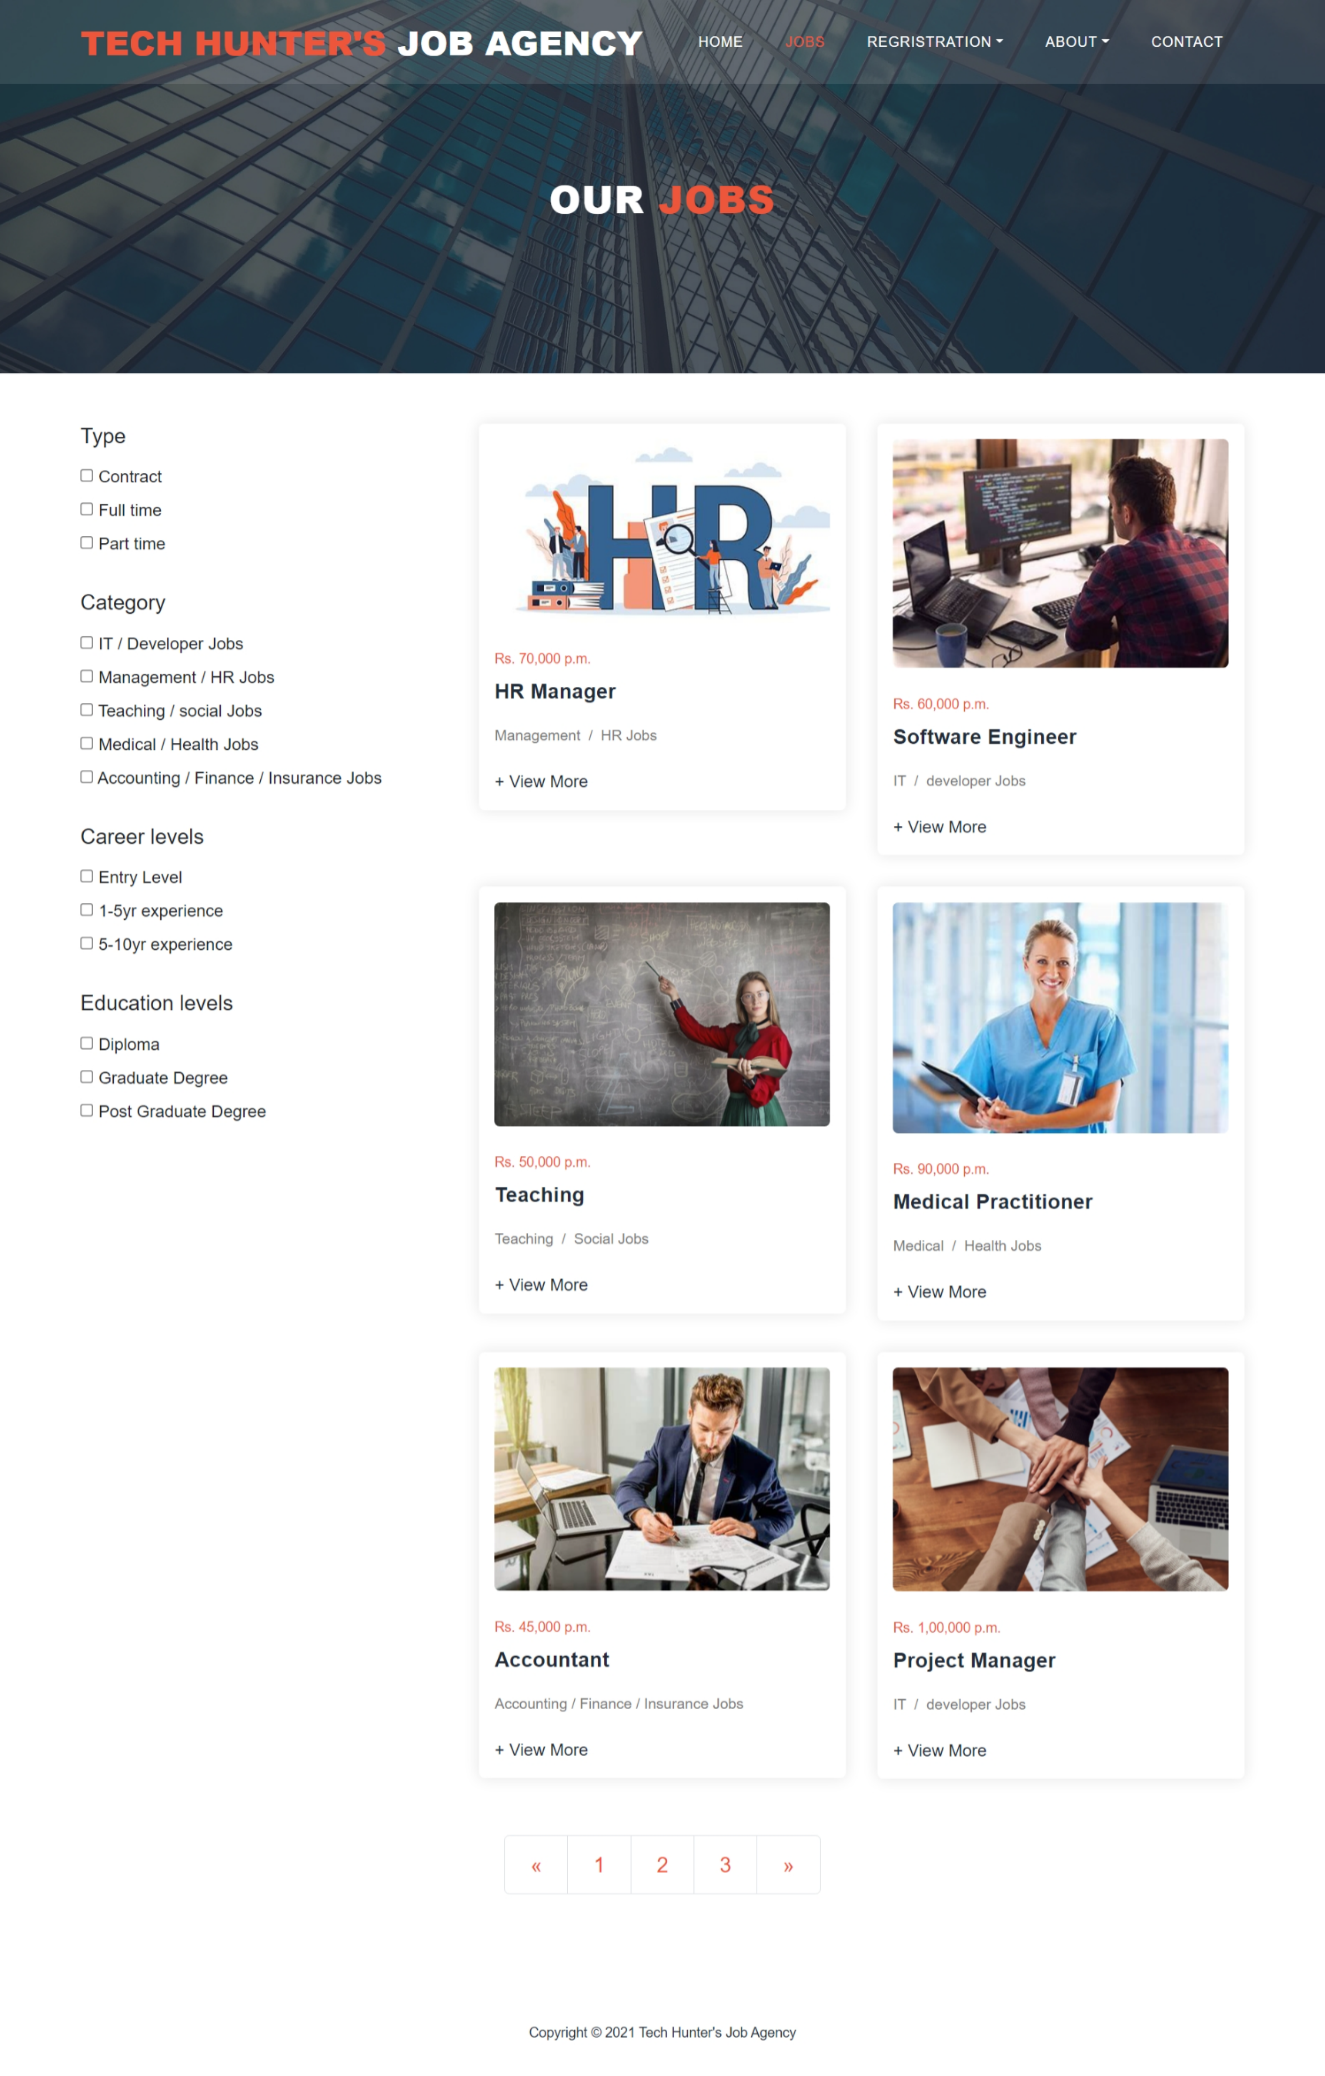 TECH HUNTER'S JOB AGENCY
HOME
JOBS
REGRISTRATION
ABOUT
CONTACT
OUR JOBS
Type
Contract
Full time
Part time
Category
IT / Developer Jobs
Management / HR Jobs
Teaching / social Jobs
Medical / Health Jobs
Accounting / Finance / Insurance Jobs
Career levels
Entry Level
1-5yr experience
5-10yr experience
Education levels
Diploma
Graduate Degree
Post Graduate Degree
HR
Rs. 70,000 p.m.
HR Manager
Management / HR Jobs
+ View More
Rs. 60,000 p.m.
Software Engineer
IT / developer Jobs
+ View More
Rs. 50,000 p.m.
Teaching
Teaching / Social Jobs
+ View More
Rs. 90,000 p.m.
Medical Practitioner
Medical / Health Jobs
+ View More
Rs. 45,000 p.m.
Accountant
Accounting / Finance / Insurance Jobs
+ View More
Rs. 1,00,000 p.m.
Project Manager
IT / developer Jobs
+ View More
« 1 2 3 »
Copyright © 2021 Tech Hunter's Job Agency